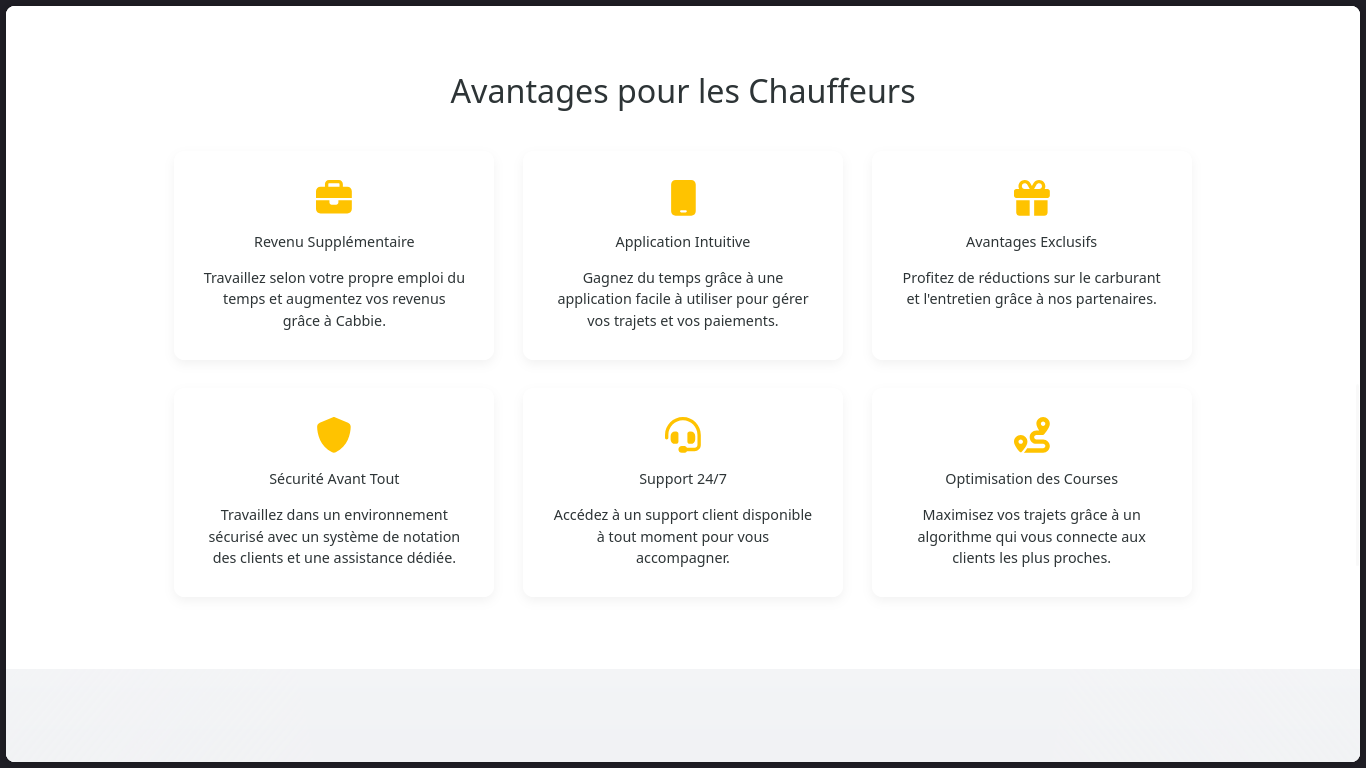 Avantages pour les Chauffeurs
Revenu Supplémentaire
Travaillez selon votre propre emploi du
temps et augmentez vos revenus
grâce à Cabbie.
Application Intuitive
Gagnez du temps grâce à une
application facile à utiliser pour gérer
vos trajets et vos paiements.
Avantages Exclusifs
Profitez de réductions sur le carburant
et l'entretien grâce à nos partenaires.
Sécurité Avant Tout
Travaillez dans un environnement
sécurisé avec un système de notation
des clients et une assistance dédiée.
Support 24/7
Accédez à un support client disponible
à tout moment pour vous
accompagner.
Optimisation des Courses
Maximisez vos trajets grâce à un
algorithme qui vous connecte aux
clients les plus proches.